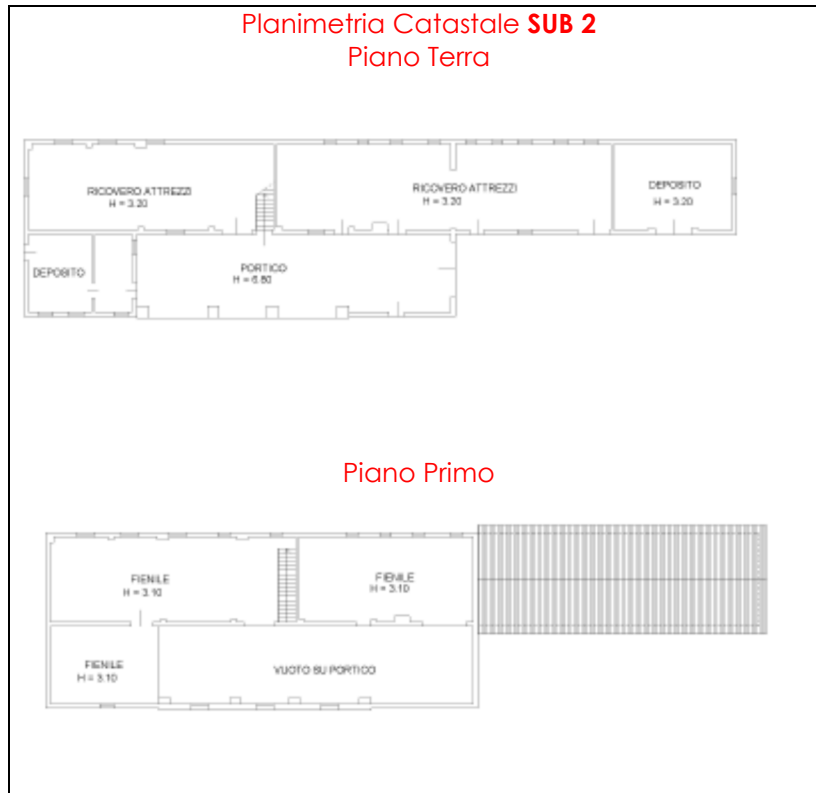 Planimetria Catastale SUB 2
Piano Terra
RICOVERO ATTREZZI
H = 3.20
RICOVERO ATTREZZI
H = 3.20
DEPOSITO
H = 3.20
DEPOSITO
PORTICO
H = 6.80
Piano Primo
FIENILE
H = 3.10
FIENILE
H = 3.10
FIENILE
H = 3.10
VUOTO SU PORTICO